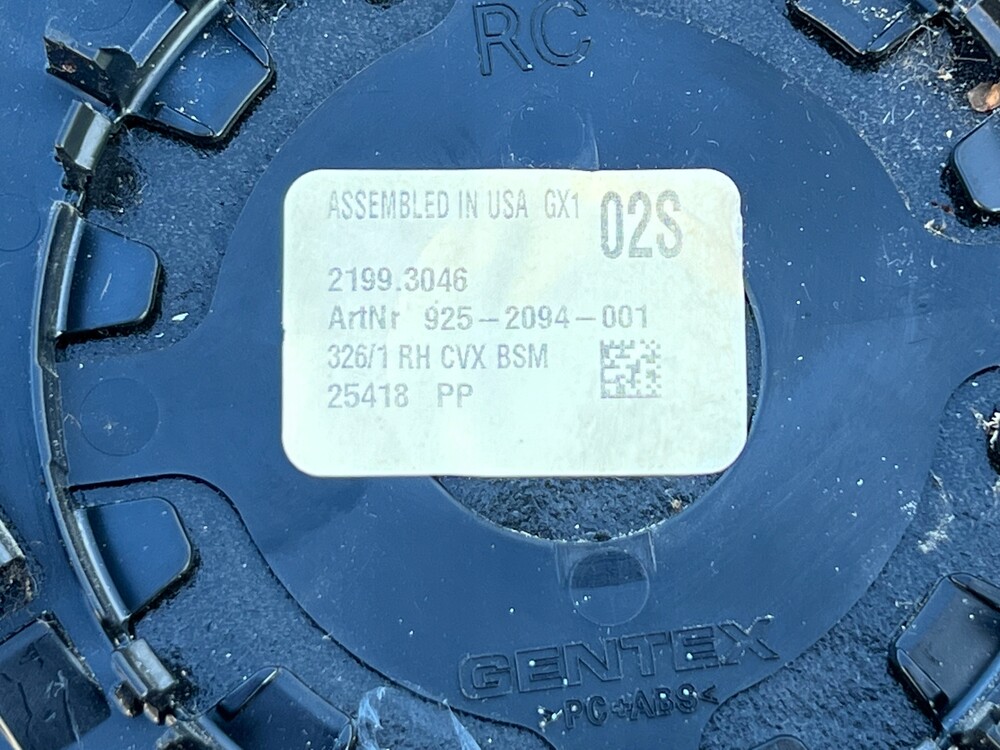 RC
ASSEMBLED IN USA GX1 02S
2199.3046
ArtNr 925-2094-001
326/1 RH CVX BSM
25418 PP
GENTEX
>PC+ABS<